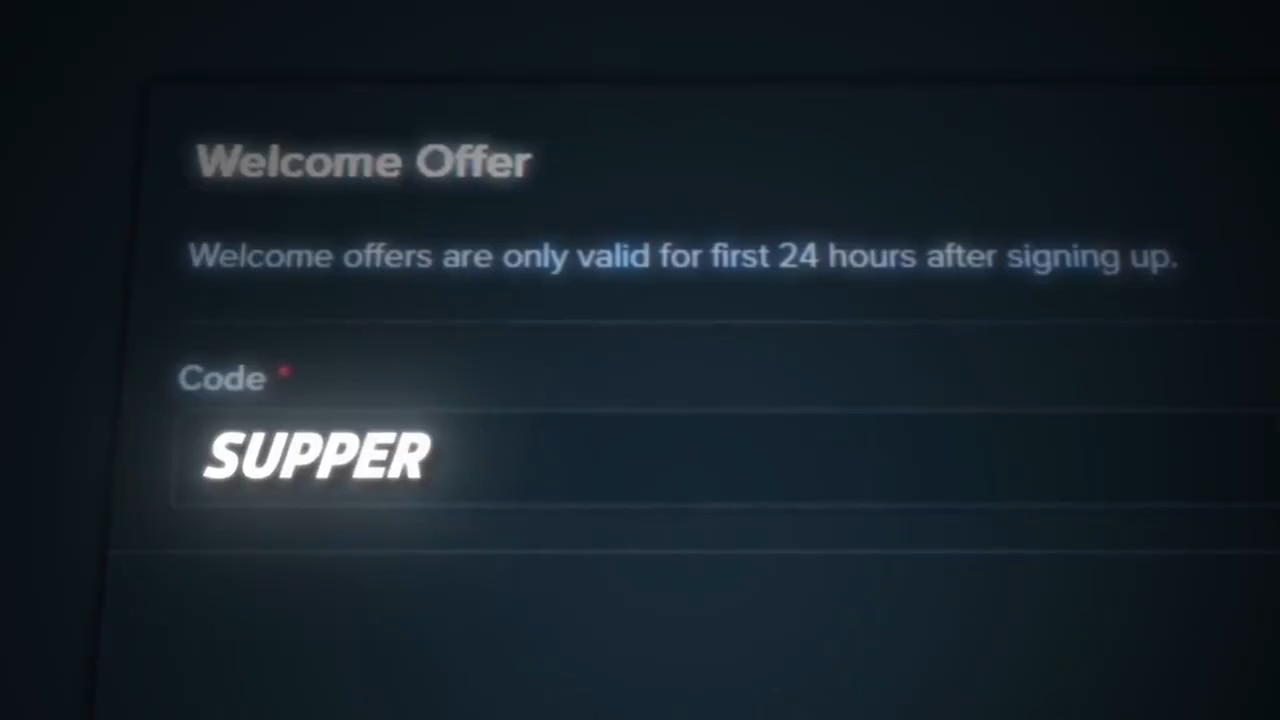 Welcome Offer
Welcome offers are only valid for first 24 hours after signing up.
Code *
SUPPER